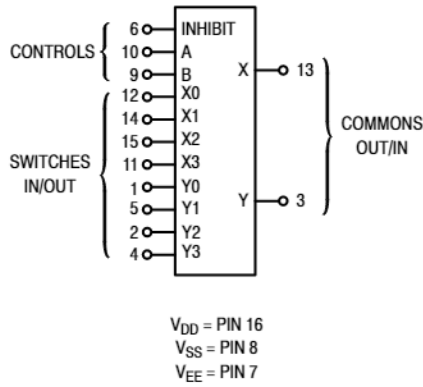 CONTROLS
SWITCHES
IN/OUT
6 INHIBIT
10 A
9 B
12 X0
14 X1
15 X2
11 X3
1 Y0
5 Y1
2 Y2
4 Y3
X 13
Y 3
COMMONS
OUT/IN
VDD = PIN 16
VSS = PIN 8
VEE = PIN 7